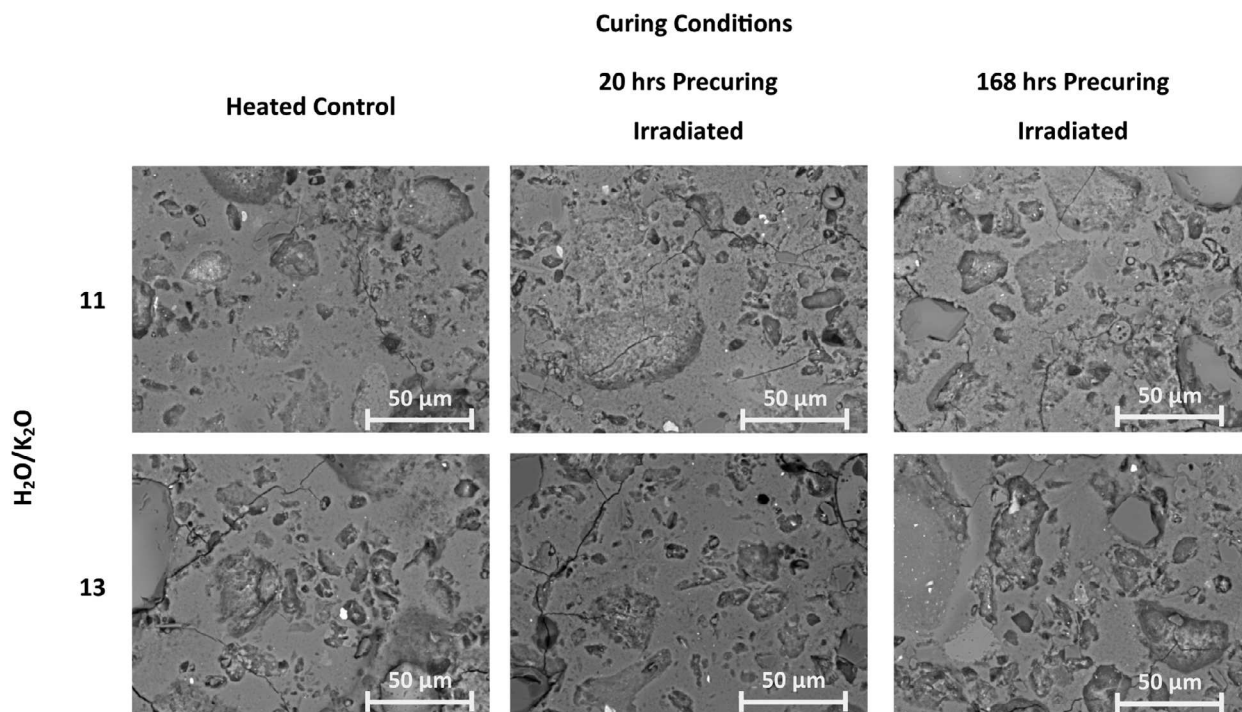 Curing Conditions
Heated Control
20 hrs Precuring
Irradiated
168 hrs Precuring
Irradiated
H₂O/K₂O
11
50 µm
50 µm
50 µm
13
50 µm
50 µm
50 µm